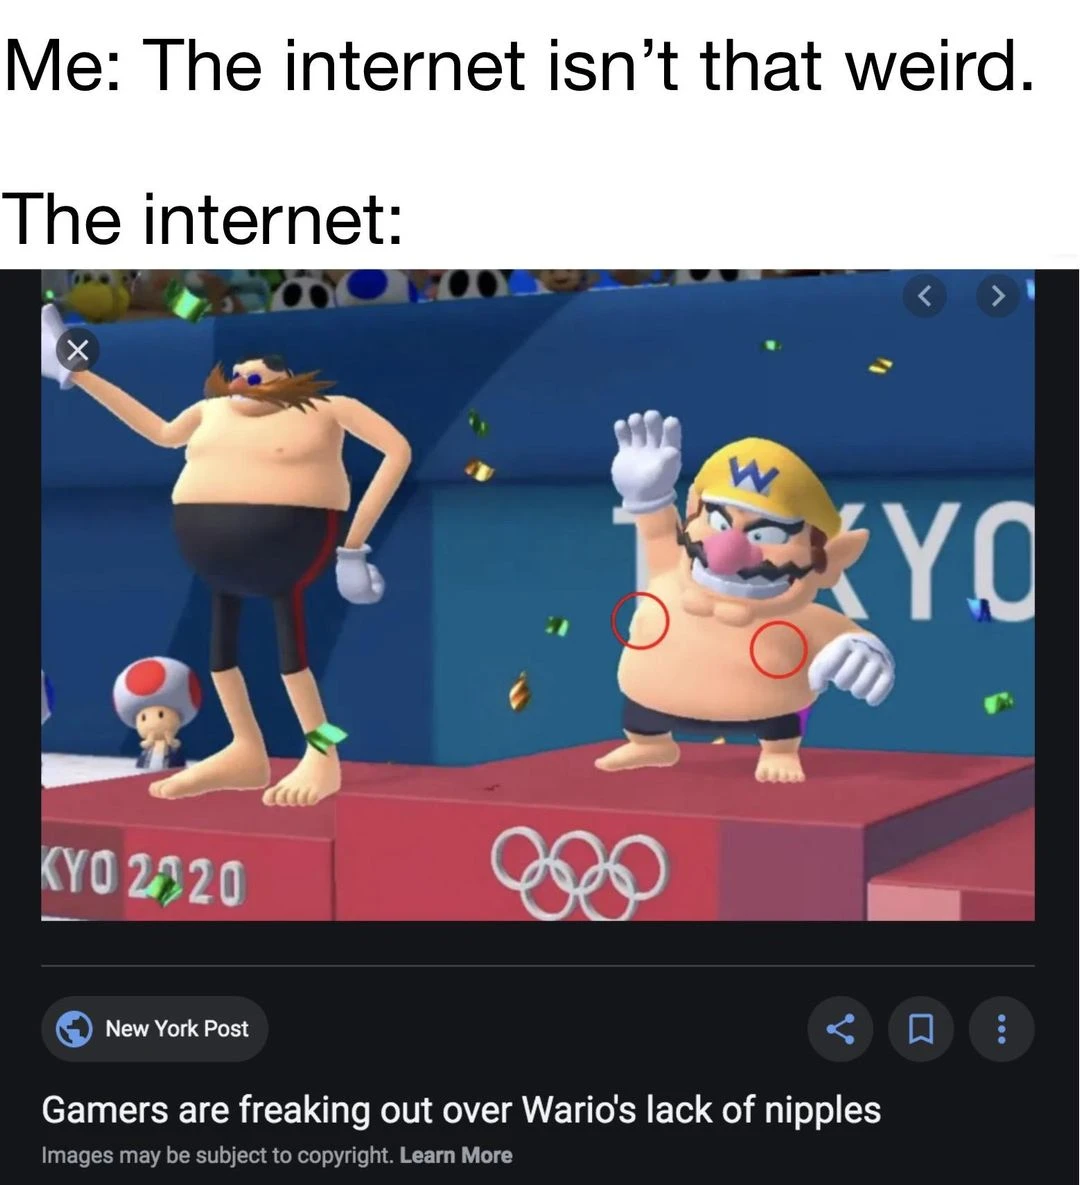 Me: The internet isn’t that weird.
The internet:
W
KYO
KYO 2020
New York Post
Gamers are freaking out over Wario's lack of nipples
Images may be subject to copyright. Learn More